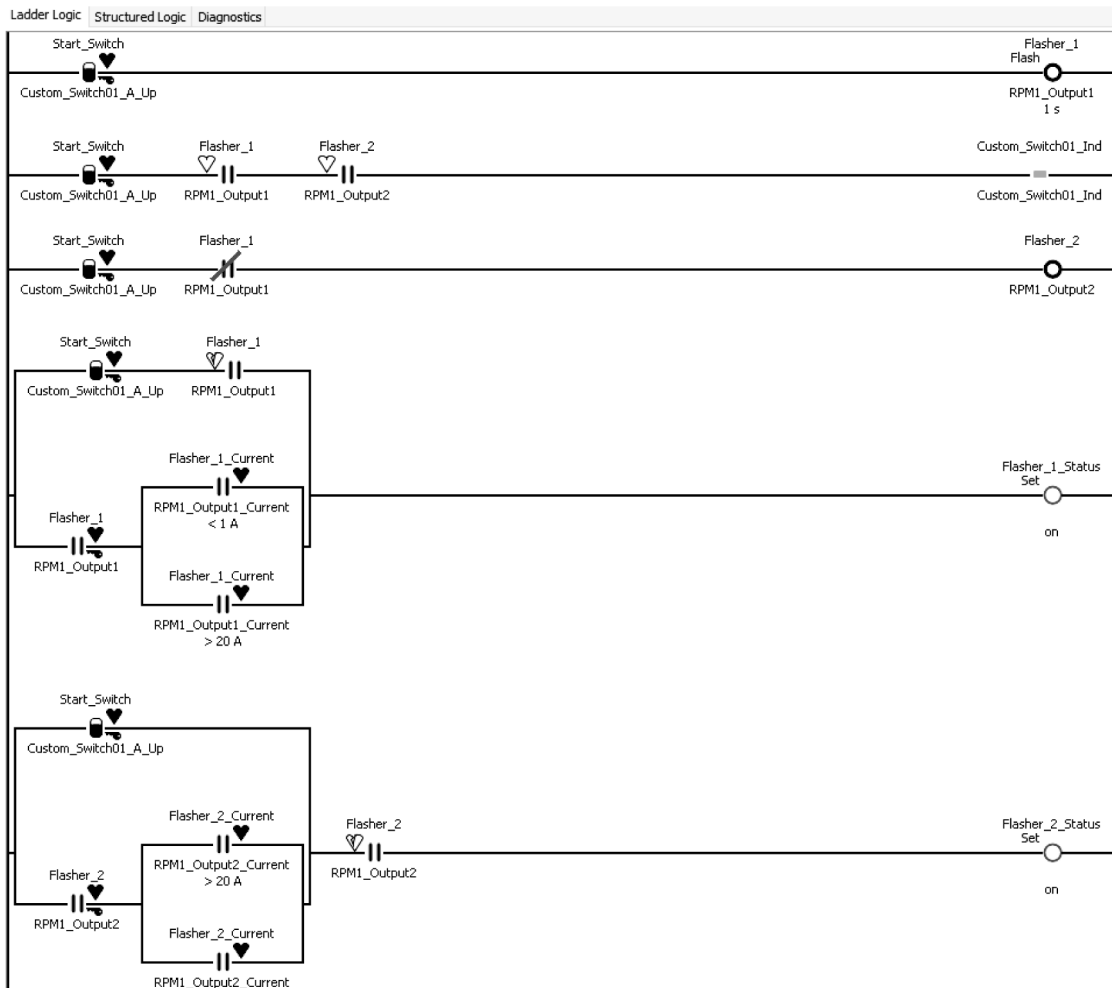 Ladder Logic Structured Logic Diagnostics
Start_Switch Flasher_1
Flash
Custom_Switch01_A_Up RPM1_Output1
1 s
Start_Switch Flasher_1 Flasher_2 Custom_Switch01_Ind
Custom_Switch01_A_Up RPM1_Output1 RPM1_Output2 Custom_Switch01_Ind
Start_Switch Flasher_1 Flasher_2
Custom_Switch01_A_Up RPM1_Output1 RPM1_Output2
Start_Switch Flasher_1
Custom_Switch01_A_Up RPM1_Output1
Flasher_1_Current Flasher_1_Status
Set
RPM1_Output1_Current
Flasher_1 < 1 A on
RPM1_Output1
Flasher_1_Current
RPM1_Output1_Current
> 20 A
Start_Switch
Custom_Switch01_A_Up
Flasher_2_Current Flasher_2 Flasher_2_Status
Set
RPM1_Output2_Current RPM1_Output2
Flasher_2 > 20 A on
RPM1_Output2
Flasher_2_Current
RPM1_Output2_Current